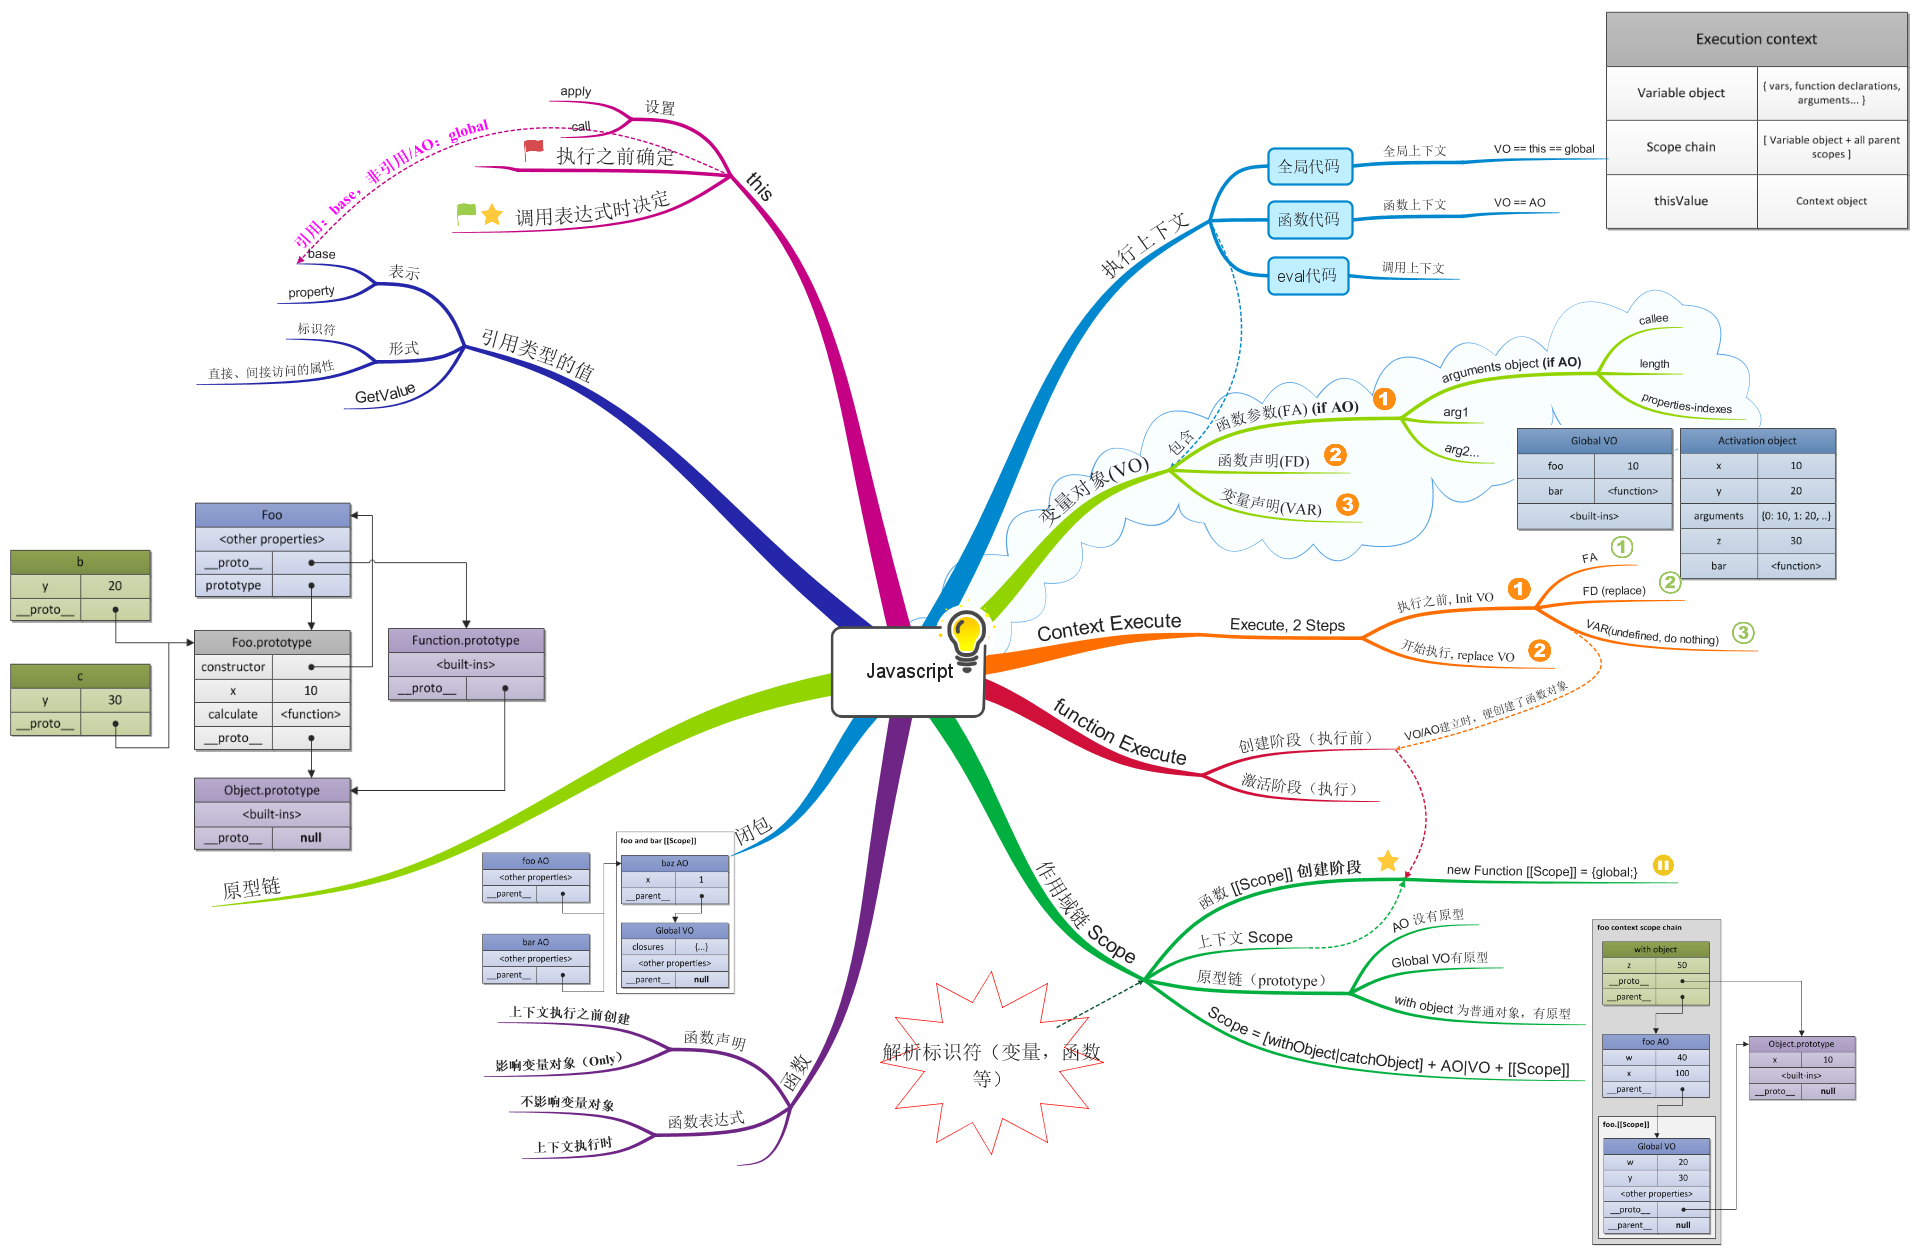 Javascript
this
设置
apply
call
执行之前确定
调用表达式时决定
引用：base，非引用/AO：global
引用类型的值
表示
base
property
形式
标识符
直接、间接访问的属性
GetValue
执行上下文
全局代码
全局上下文
VO == this == global
函数代码
函数上下文
VO == AO
eval代码
调用上下文
Execution context
Variable object
{ vars, function declarations,
arguments... }
Scope chain
[ Variable object + all parent
scopes ]
thisValue
Context object
包含
变量对象(VO)
函数参数(FA) (if AO)
1
arguments object (if AO)
callee
length
properties-indexes
arg1
arg2...
函数声明(FD)
2
变量声明(VAR)
3
Global VO
foo 10
bar <function>
<built-ins>
Activation object
x 10
y 20
arguments {0: 10, 1: 20, ..}
z 30
bar <function>
Context Execute
Execute, 2 Steps
执行之前, Init VO
1
FA
1
FD (replace)
2
VAR(undefined, do nothing)
3
开始执行, replace VO
2
VO/AO建立时，便创建了函数对象
function Execute
创建阶段（执行前）
激活阶段（执行）
作用域链 Scope
函数 [[Scope]] 创建阶段
new Function [[Scope]] = {global;}
上下文 Scope
原型链（prototype）
AO 没有原型
Global VO有原型
with object 为普通对象，有原型
Scope = [withObject|catchObject] + AO|VO + [[Scope]]
解析标识符（变量，函数
等）
foo context scope chain
with object
z 50
__proto__
__parent__
foo AO
w 40
x 100
__parent__
foo.[[Scope]]
Global VO
w 20
y 30
<other properties>
__proto__
__parent__ null
Object.prototype
x 10
<built-ins>
__proto__ null
原型链
b
y 20
__proto__
c
y 30
__proto__
Foo
<other properties>
__proto__
prototype
Foo.prototype
constructor
x 10
calculate <function>
__proto__
Function.prototype
<built-ins>
__proto__
Object.prototype
<built-ins>
__proto__ null
闭包
foo AO
<other properties>
__parent__
bar AO
<other properties>
__parent__
foo and bar [[Scope]]
baz AO
x 1
__parent__
Global VO
closures {...}
<other properties>
__parent__ null
函数
函数声明
上下文执行之前创建
影响变量对象（Only）
函数表达式
不影响变量对象
上下文执行时